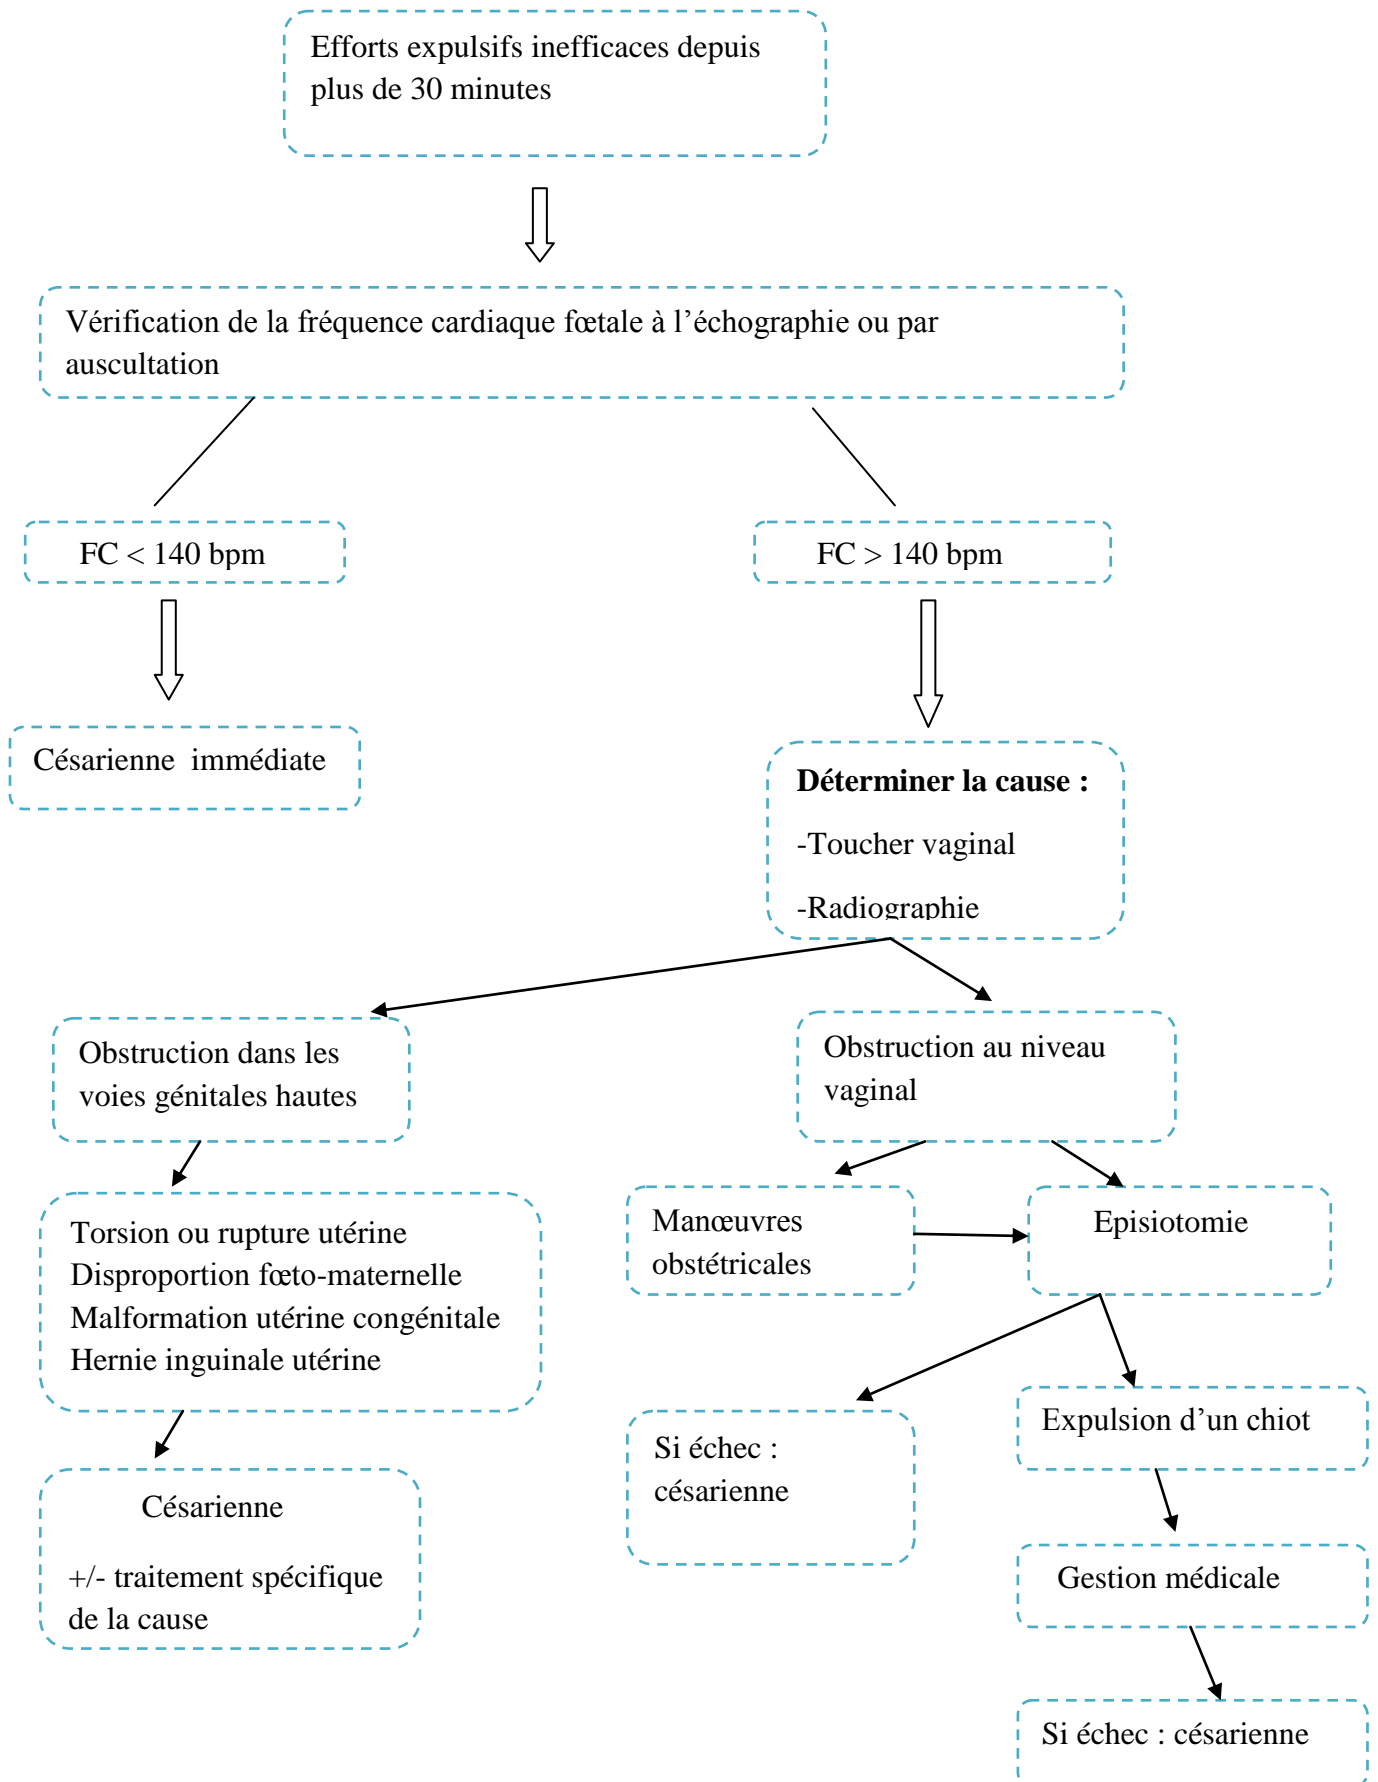 Efforts expulsifs inefficaces depuis
plus de 30 minutes
Vérification de la fréquence cardiaque fœtale à l’échographie ou par
auscultation
FC < 140 bpm
FC > 140 bpm
Césarienne  immédiate
Déterminer la cause :
-Toucher vaginal
-Radiographie
Obstruction dans les
voies génitales hautes
Obstruction au niveau
vaginal
Torsion ou rupture utérine
Disproportion fœto-maternelle
Malformation utérine congénitale
Hernie inguinale utérine
Manœuvres
obstétricales
Episiotomie
Si échec :
césarienne
Expulsion d’un chiot
Césarienne
+/- traitement spécifique
de la cause
Gestion médicale
Si échec : césarienne